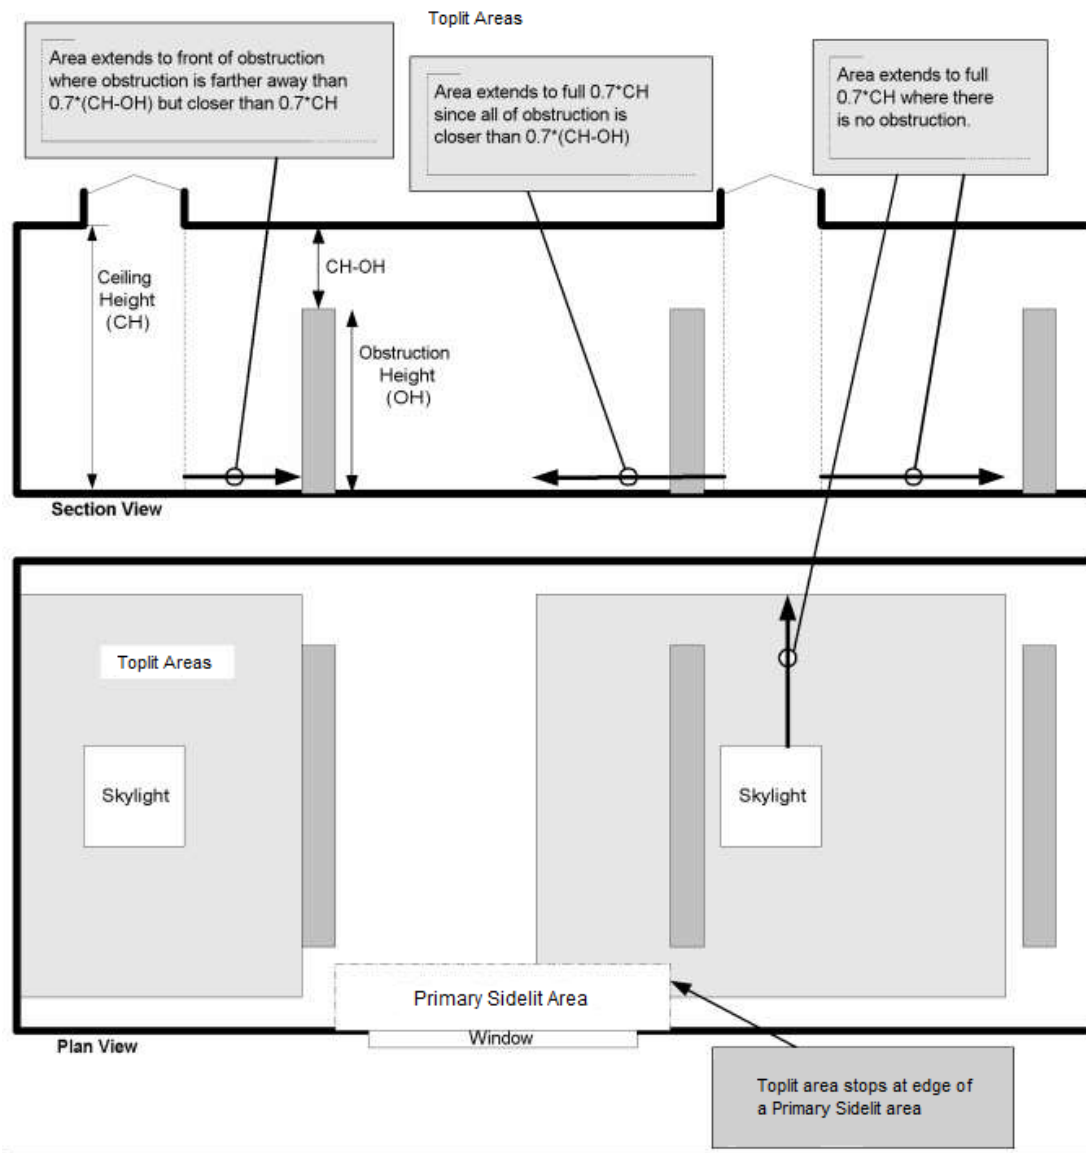 Toplit Areas
Area extends to front of obstruction
where obstruction is farther away than
0.7*(CH-OH) but closer than 0.7*CH
Area extends to full 0.7*CH
since all of obstruction is
closer than 0.7*(CH-OH)
Area extends to full
0.7*CH where there
is no obstruction.
Ceiling
Height
(CH)
CH-OH
Obstruction
Height
(OH)
Section View
Toplit Areas
Skylight
Skylight
Primary Sidelit Area
Window
Plan View
Toplit area stops at edge of
a Primary Sidelit area